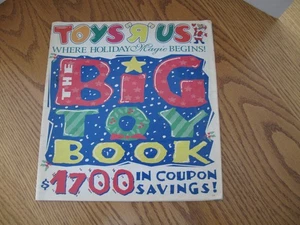 TOYS "R" US
WHERE HOLIDAY Magic BEGINS!
THE
BIG
TOY
BOOK
$1700 IN COUPON
SAVINGS!